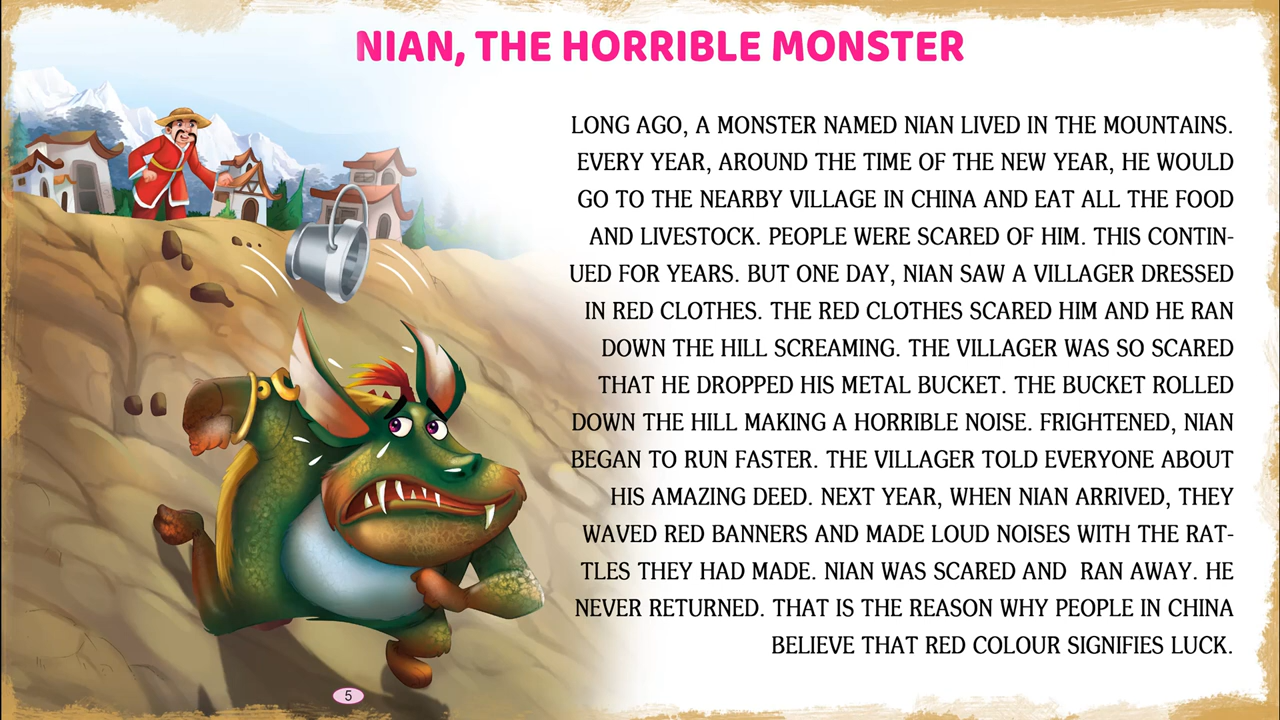 NIAN, THE HORRIBLE MONSTER
LONG AGO, A MONSTER NAMED NIAN LIVED IN THE MOUNTAINS.
EVERY YEAR, AROUND THE TIME OF THE NEW YEAR, HE WOULD
GO TO THE NEARBY VILLAGE IN CHINA AND EAT ALL THE FOOD
AND LIVESTOCK. PEOPLE WERE SCARED OF HIM. THIS CONTIN-
UED FOR YEARS. BUT ONE DAY, NIAN SAW A VILLAGER DRESSED
IN RED CLOTHES. THE RED CLOTHES SCARED HIM AND HE RAN
DOWN THE HILL SCREAMING. THE VILLAGER WAS SO SCARED
THAT HE DROPPED HIS METAL BUCKET. THE BUCKET ROLLED
DOWN THE HILL MAKING A HORRIBLE NOISE. FRIGHTENED, NIAN
BEGAN TO RUN FASTER. THE VILLAGER TOLD EVERYONE ABOUT
HIS AMAZING DEED. NEXT YEAR, WHEN NIAN ARRIVED, THEY
WAVED RED BANNERS AND MADE LOUD NOISES WITH THE RAT-
TLES THEY HAD MADE. NIAN WAS SCARED AND  RAN AWAY. HE
NEVER RETURNED. THAT IS THE REASON WHY PEOPLE IN CHINA
BELIEVE THAT RED COLOUR SIGNIFIES LUCK.
5